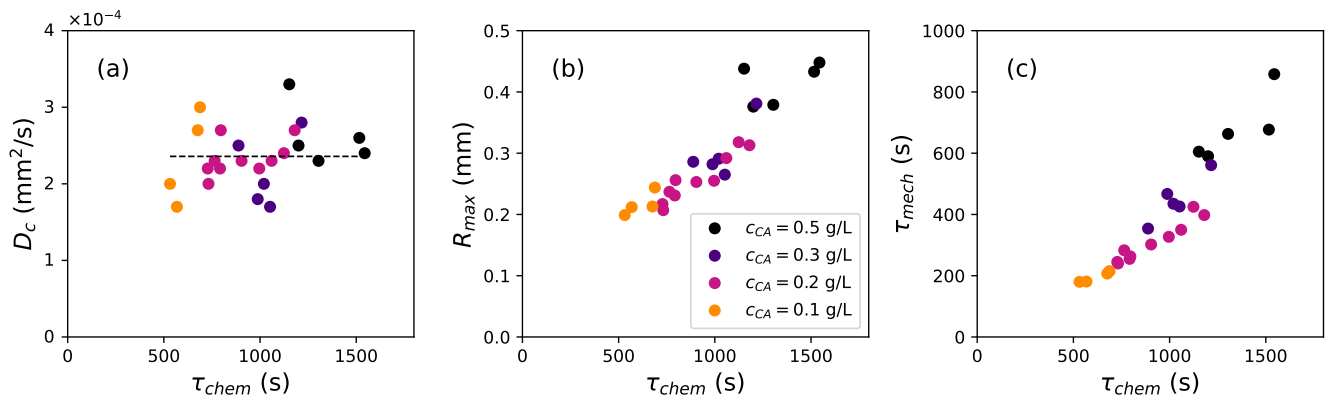 ×10⁻⁴
4
3
2
1
0
0
500
1000
1500
D_c (mm²/s)
τ_chem (s)
(a)
0.5
0.4
0.3
0.2
0.1
0.0
0
500
1000
1500
R_max (mm)
τ_chem (s)
(b)
c_CA = 0.5 g/L
c_CA = 0.3 g/L
c_CA = 0.2 g/L
c_CA = 0.1 g/L
1000
800
600
400
200
0
0
500
1000
1500
τ_mech (s)
τ_chem (s)
(c)